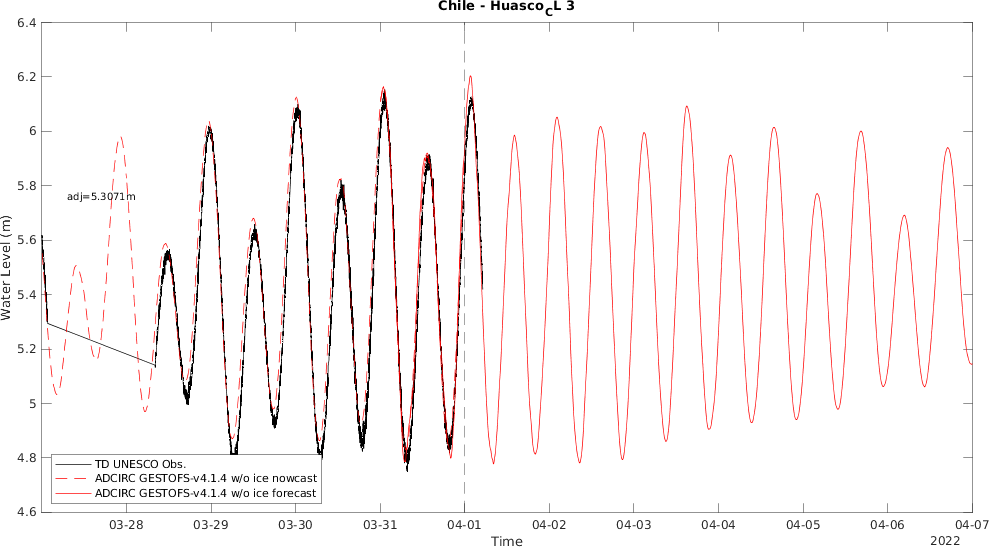 Chile - Huasco_CL 3
6.4
6.2
6
5.8
5.6
5.4
5.2
5
4.8
4.6
Water Level (m)
adj=5.3071m
TD UNESCO Obs.
ADCIRC GESTOFS-v4.1.4 w/o ice nowcast
ADCIRC GESTOFS-v4.1.4 w/o ice forecast
03-28 03-29 03-30 03-31 04-01 04-02 04-03 04-04 04-05 04-06 04-07
Time
2022